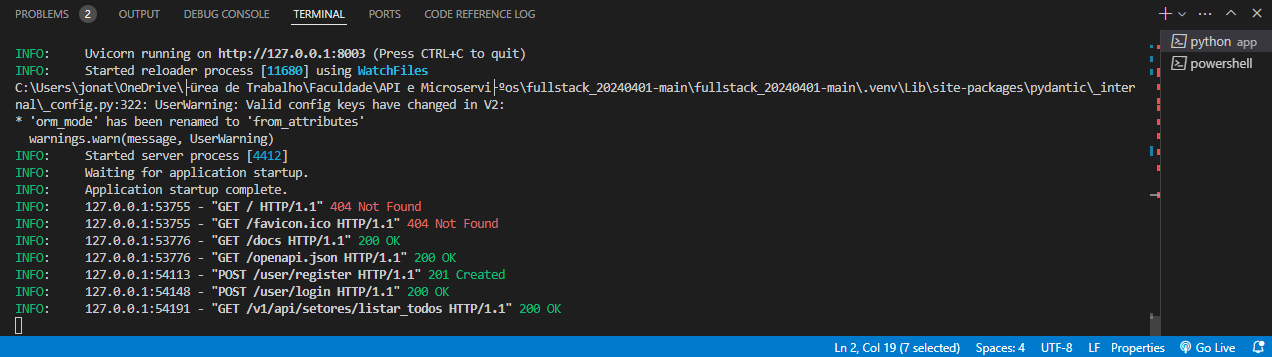 PROBLEMS 2 OUTPUT DEBUG CONSOLE TERMINAL PORTS CODE REFERENCE LOG
python app
powershell
INFO: Uvicorn running on http://127.0.0.1:8003 (Press CTRL+C to quit)
INFO: Started reloader process [11680] using WatchFiles
C:\Users\jonat\OneDrive\├ürea de Trabalho\Faculdade\API e Microservi├ºos\fullstack_20240401-main\fullstack_20240401-main\.venv\Lib\site-packages\pydantic\_inter
nal\_config.py:322: UserWarning: Valid config keys have changed in V2:
* 'orm_mode' has been renamed to 'from_attributes'
warnings.warn(message, UserWarning)
INFO: Started server process [4412]
INFO: Waiting for application startup.
INFO: Application startup complete.
INFO: 127.0.0.1:53755 - "GET / HTTP/1.1" 404 Not Found
INFO: 127.0.0.1:53755 - "GET /favicon.ico HTTP/1.1" 404 Not Found
INFO: 127.0.0.1:53776 - "GET /docs HTTP/1.1" 200 OK
INFO: 127.0.0.1:53776 - "GET /openapi.json HTTP/1.1" 200 OK
INFO: 127.0.0.1:54113 - "POST /user/register HTTP/1.1" 201 Created
INFO: 127.0.0.1:54148 - "POST /user/login HTTP/1.1" 200 OK
INFO: 127.0.0.1:54191 - "GET /v1/api/setores/listar_todos HTTP/1.1" 200 OK
Ln 2, Col 19 (7 selected) Spaces: 4 UTF-8 LF Properties Go Live